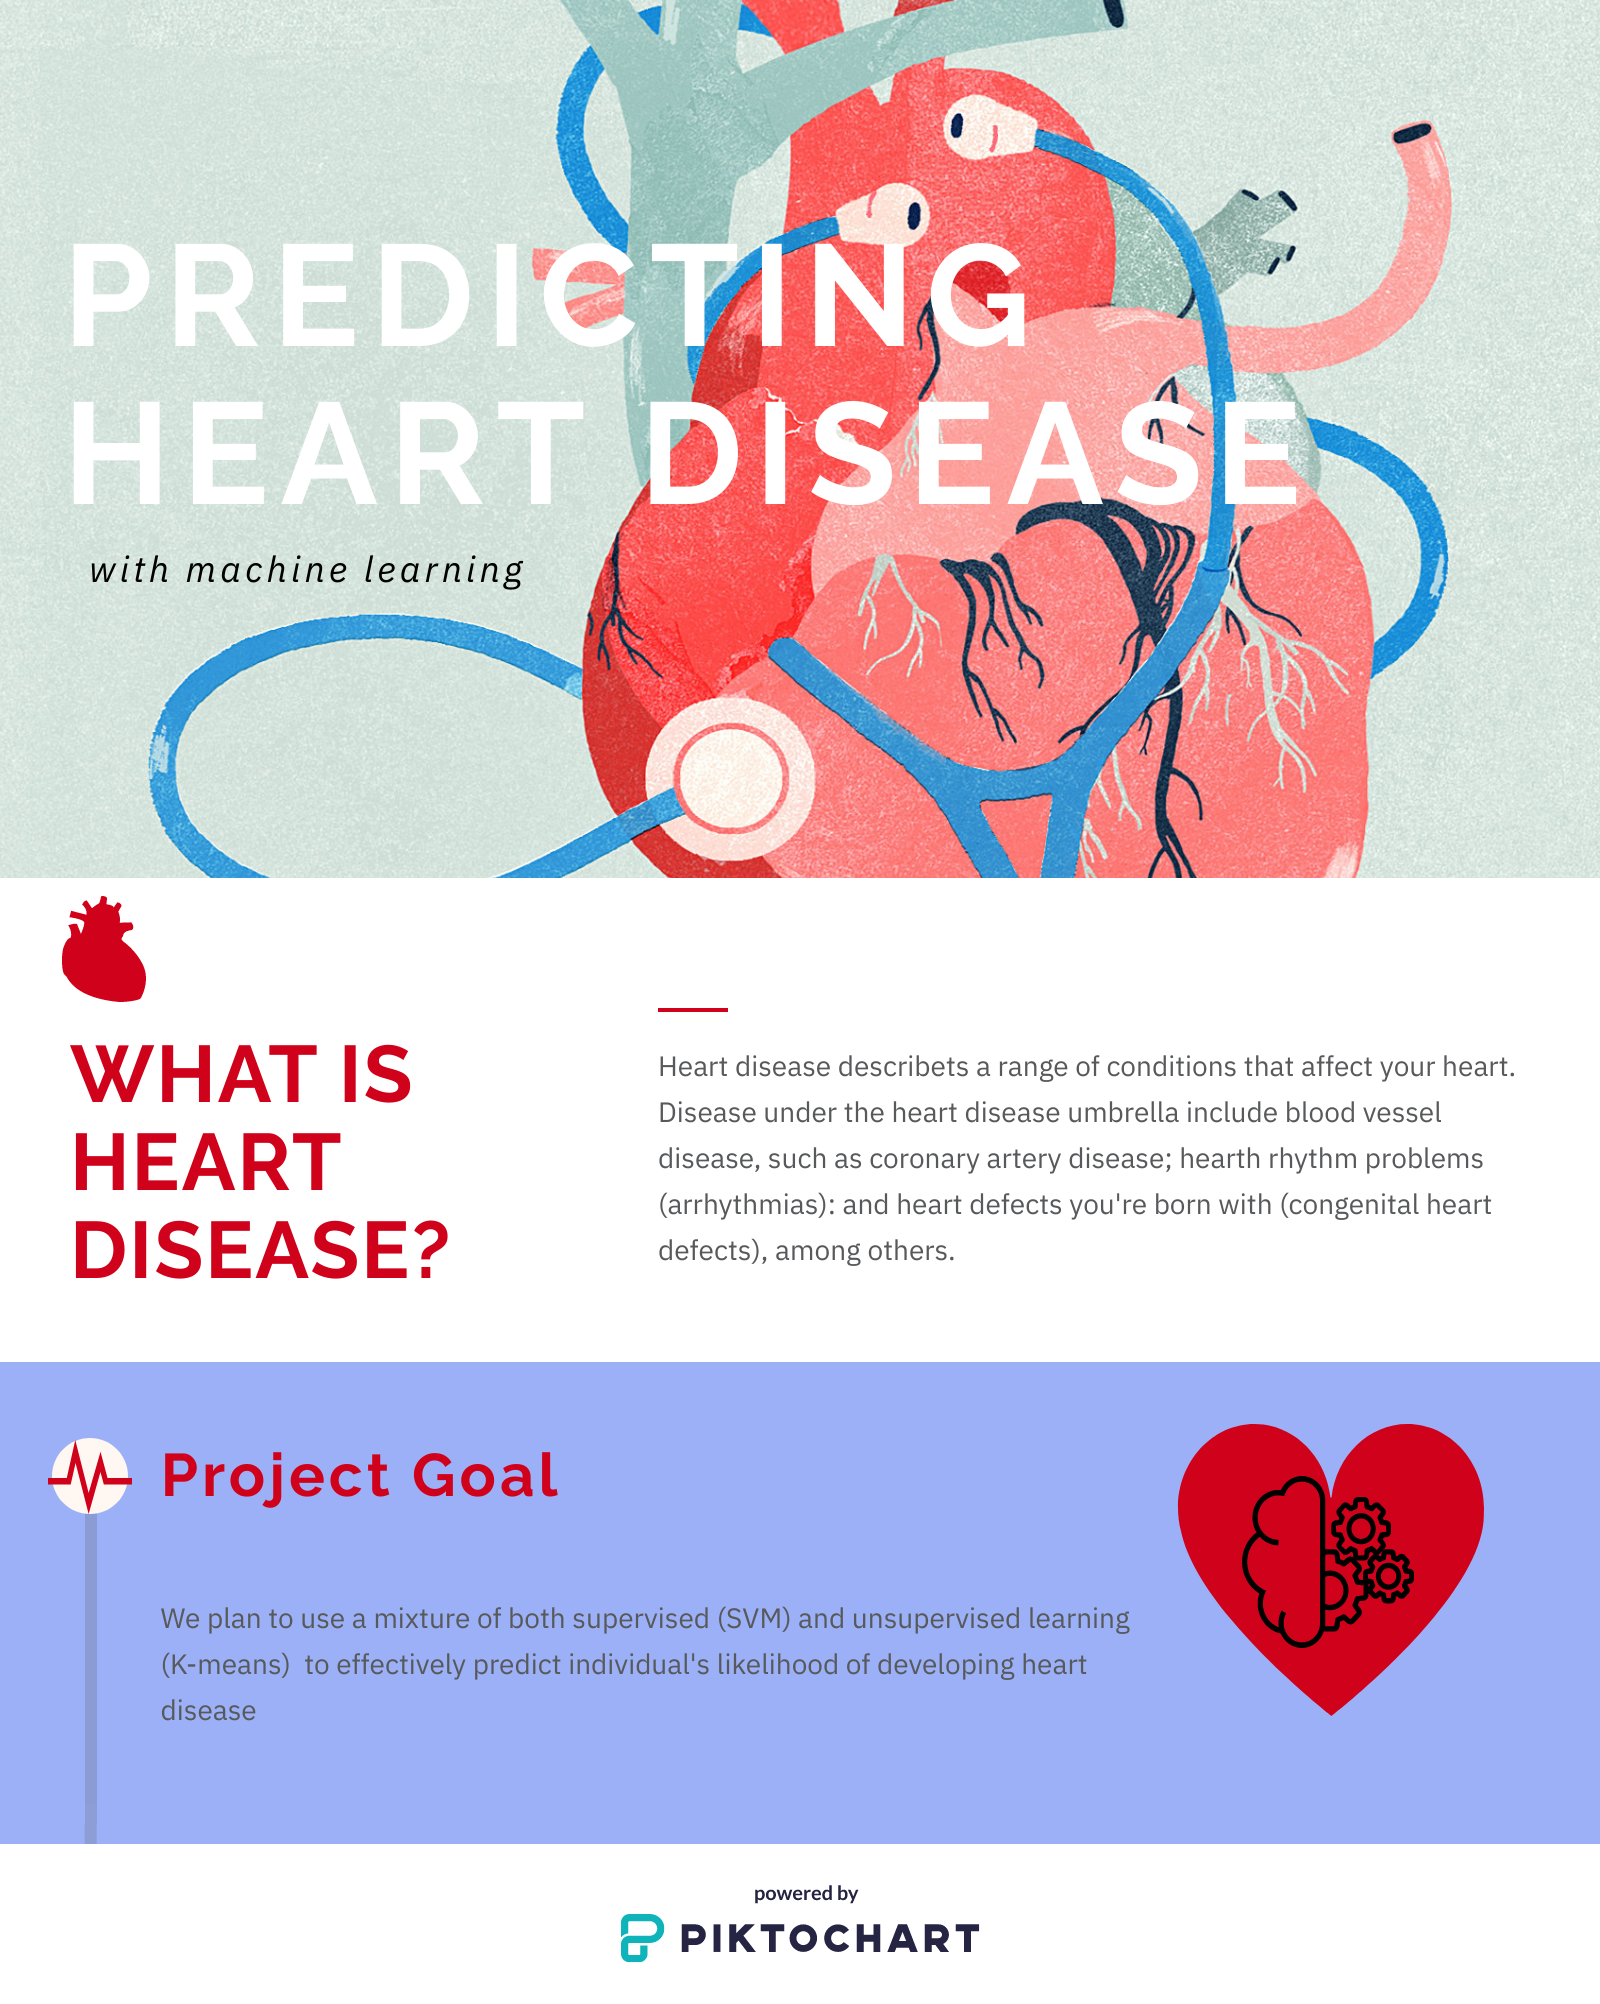 PREDICTING
HEART DISEASE
with machine learning
WHAT IS
HEART
DISEASE?
Heart disease describets a range of conditions that affect your heart.
Disease under the heart disease umbrella include blood vessel
disease, such as coronary artery disease; hearth rhythm problems
(arrhythmias): and heart defects you're born with (congenital heart
defects), among others.
Project Goal
We plan to use a mixture of both supervised (SVM) and unsupervised learning
(K-means)  to effectively predict individual's likelihood of developing heart
disease
powered by
PIKTOCHART